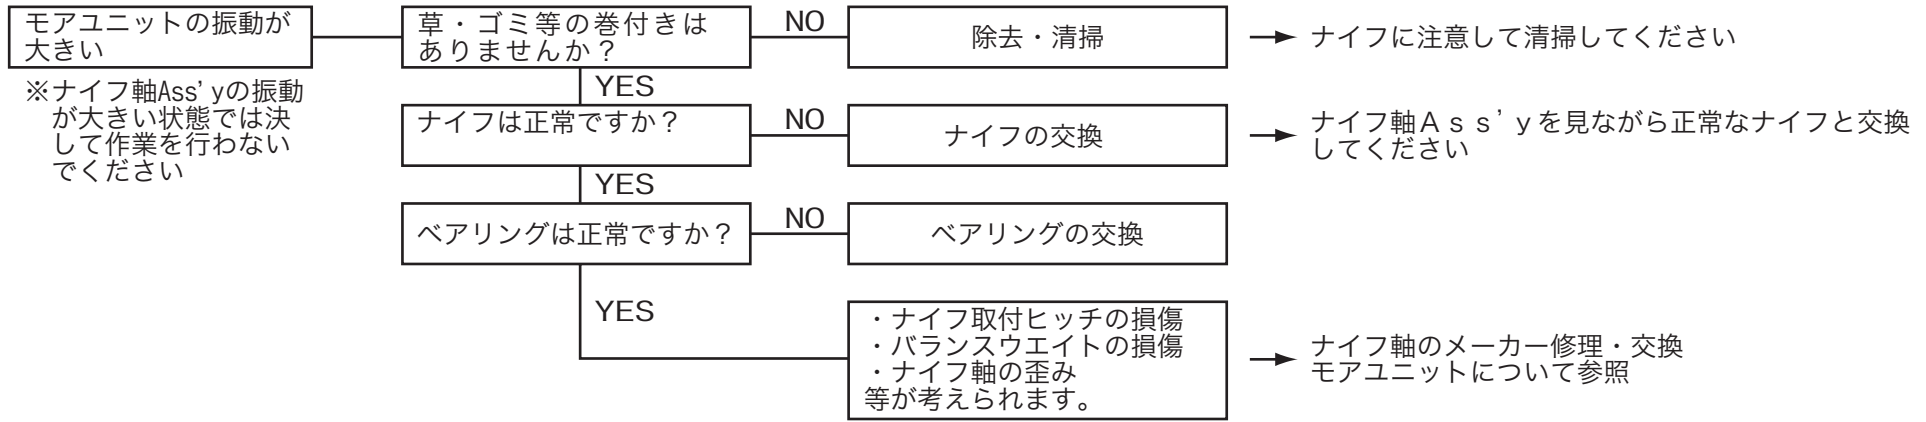 モアユニットの振動が
大きい
※ナイフ軸Ass'yの振動
が大きい状態では決
して作業を行わない
でください
草・ゴミ等の巻付きは
ありませんか？
NO
除去・清掃
ナイフに注意して清掃してください
YES
ナイフは正常ですか？
NO
ナイフの交換
ナイフ軸Ａｓｓ’ｙを見ながら正常なナイフと交換
してください
YES
ベアリングは正常ですか？
NO
ベアリングの交換
YES
・ナイフ取付ヒッチの損傷
・バランスウエイトの損傷
・ナイフ軸の歪み
等が考えられます。
ナイフ軸のメーカー修理・交換
モアユニットについて参照